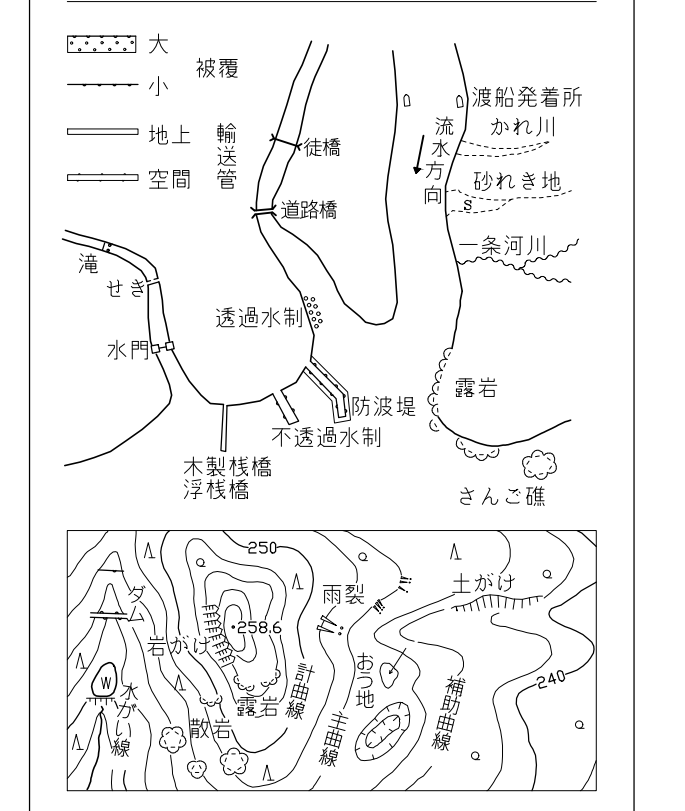 大
小
被覆
地上
空間
輸送管
徒橋
道路橋
渡船発着所
かれ川
流水方向
砂れき地
s
一条河川
滝
せき
水門
透過水制
防波堤
不透過水制
露岩
木製桟橋
浮桟橋
さんご礁
250
258.6
ダム
岩がけ
雨裂
土がけ
W
水がい線
露岩
散岩
計曲線
主曲線
おう地
補助曲線
240